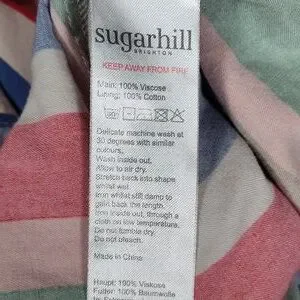 sugarhill
BRIGHTON
KEEP AWAY FROM FIRE
Main: 100% Viscose
Lining: 100% Cotton
Delicate machine wash at
30 degrees with similar
colours.
Wash inside out.
Allow to air dry.
Stretch back into shape
whilst wet.
Iron whilst still damp to
gain back the length.
Iron inside out, through a
cloth on low temperature.
Do not tumble dry.
Do not bleach.
Made in China
Haupt: 100% Viskose
Futter: 100% Baumwolle